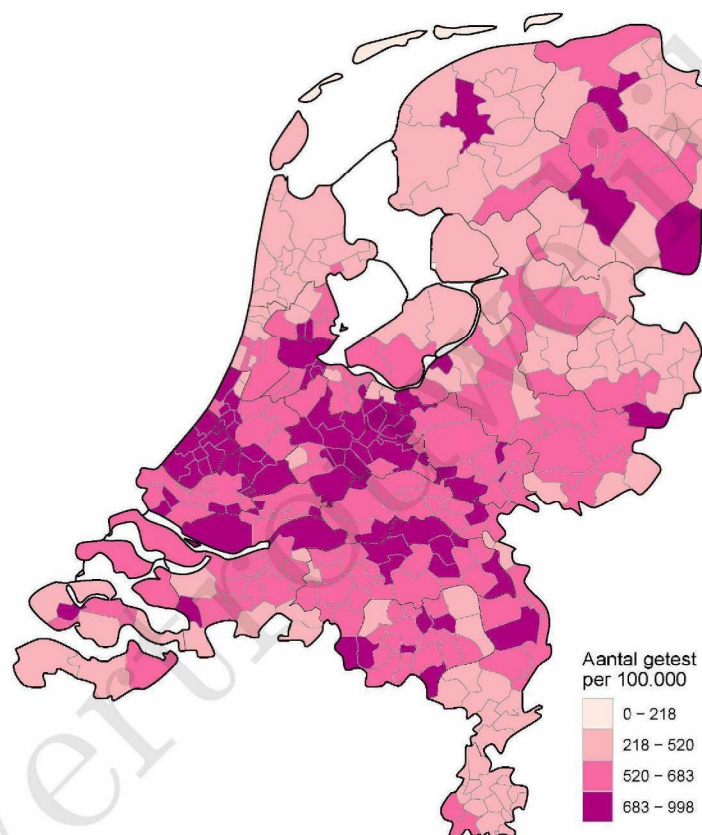 Aantal getest
per 100.000
0 – 218
218 – 520
520 – 683
683 – 998